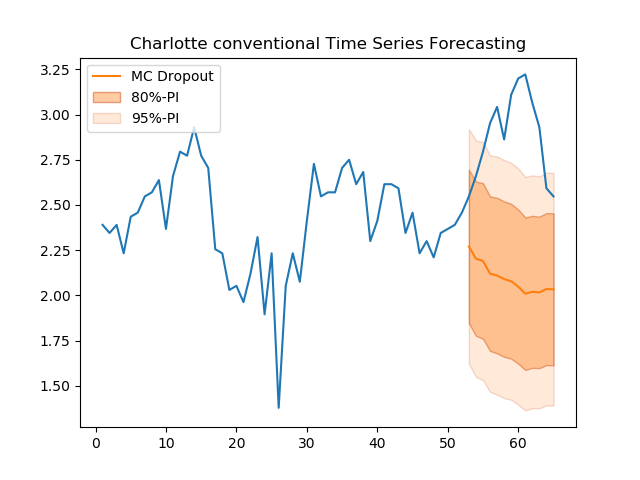 Charlotte conventional Time Series Forecasting
MC Dropout
80%-PI
95%-PI
3.25
3.00
2.75
2.50
2.25
2.00
1.75
1.50
0 10 20 30 40 50 60